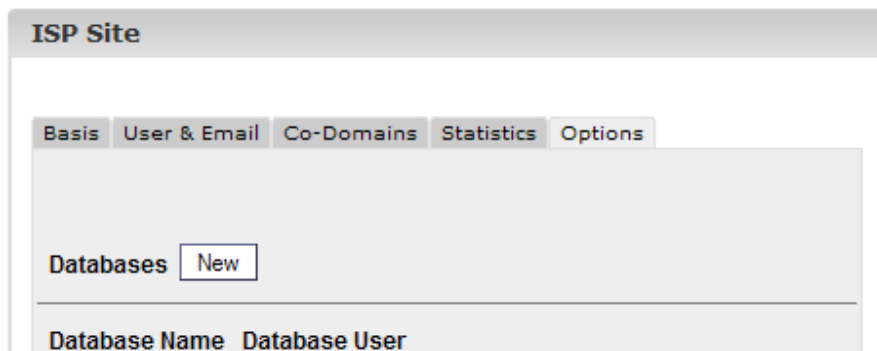 ISP Site
Basis User & Email Co-Domains Statistics Options
Databases New
Database Name Database User